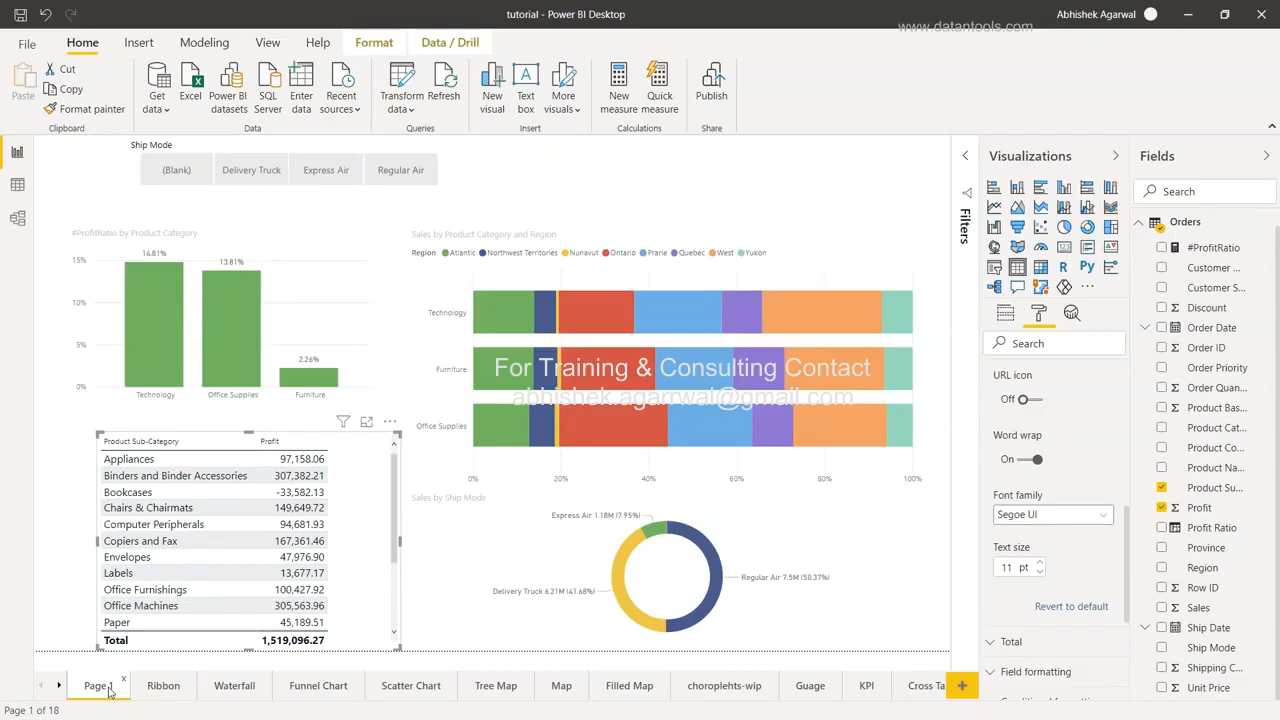 tutorial - Power BI Desktop
Abhishek Agarwal
www.datantools.com
File Home Insert Modeling View Help Format Data / Drill
Paste
Cut
Copy
Format painter
Clipboard
Get data
Excel
Power BI datasets
SQL Server
Enter data
Recent sources
Data
Transform data
Refresh
Queries
New visual
Text box
More visuals
Insert
New measure
Quick measure
Calculations
Publish
Share
Ship Mode
(Blank) Delivery Truck Express Air Regular Air
#ProfitRatio by Product Category
15%
10%
5%
0%
14.81%
13.81%
2.26%
Technology Office Supplies Furniture
Sales by Product Category and Region
Region Atlantic Northwest Territories Nunavut Ontario Prarie Quebec West Yukon
Technology
Furniture
Office Supplies
0% 20% 40% 60% 80% 100%
For Training & Consulting Contact
abhishek.agarrwal@gmail.com
Product Sub-Category Profit
Appliances 97,158.06
Binders and Binder Accessories 307,382.21
Bookcases -33,582.13
Chairs & Chairmats 149,649.72
Computer Peripherals 94,681.93
Copiers and Fax 167,361.46
Envelopes 47,976.90
Labels 13,677.17
Office Furnishings 100,427.92
Office Machines 305,563.96
Paper 45,189.51
Total 1,519,096.27
Sales by Ship Mode
Express Air 1.18M (7.95%)
Regular Air 7.5M (50.37%)
Delivery Truck 6.21M (41.68%)
Filters
Visualizations
R Py
Search
URL icon
Off
Word wrap
On
Font family
Segoe UI
Text size
11 pt
Revert to default
Total
Field formatting
Fields
Search
Orders
#ProfitRatio
Customer ...
Customer S...
Discount
Order Date
Order ID
Order Priority
Order Quan...
Product Bas...
Product Cat...
Product Co...
Product Na...
Product Su...
Profit
Profit Ratio
Province
Region
Row ID
Sales
Ship Date
Ship Mode
Shipping C...
Unit Price
Page 1 Ribbon Waterfall Funnel Chart Scatter Chart Tree Map Map Filled Map choroplehts-wip Guage KPI Cross Ta
Page 1 of 18